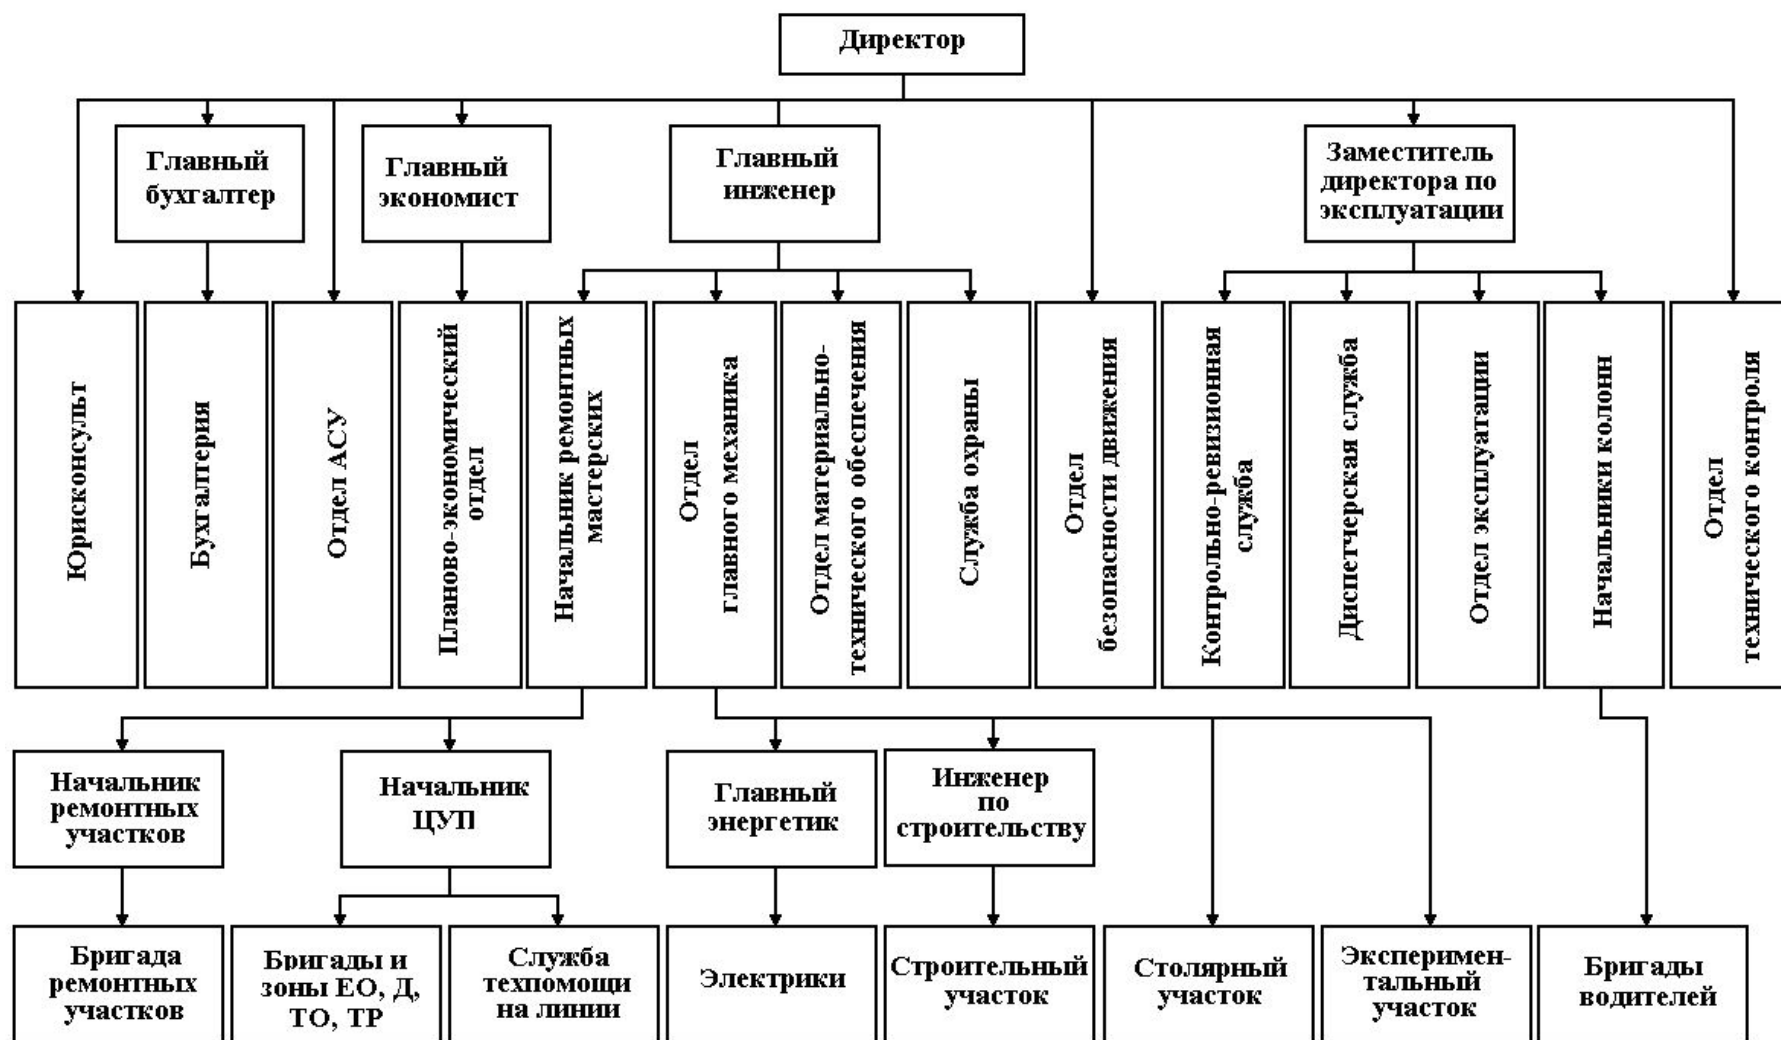 Директор
Главный
бухгалтер
Главный
экономист
Главный
инженер
Заместитель
директора по
эксплуатации
Юрисконсульт
Бухгалтерия
Отдел АСУ
Планово-экономический
отдел
Начальник ремонтных
мастерских
Отдел
главного механика
Отдел материально-
технического обеспечения
Служба охраны
Отдел
безопасности движения
Контрольно-ревизионная
служба
Диспетчерская служба
Отдел эксплуатации
Начальники колонн
Отдел
технического контроля
Начальник
ремонтных
участков
Начальник
ЦУП
Главный
энергетик
Инженер
по
строительству
Бригада
ремонтных
участков
Бригады и
зоны ЕО, Д,
ТО, ТР
Служба
техпомощи
на линии
Электрики
Строительный
участок
Столярный
участок
Эксперимен-
тальный
участок
Бригады
водителей